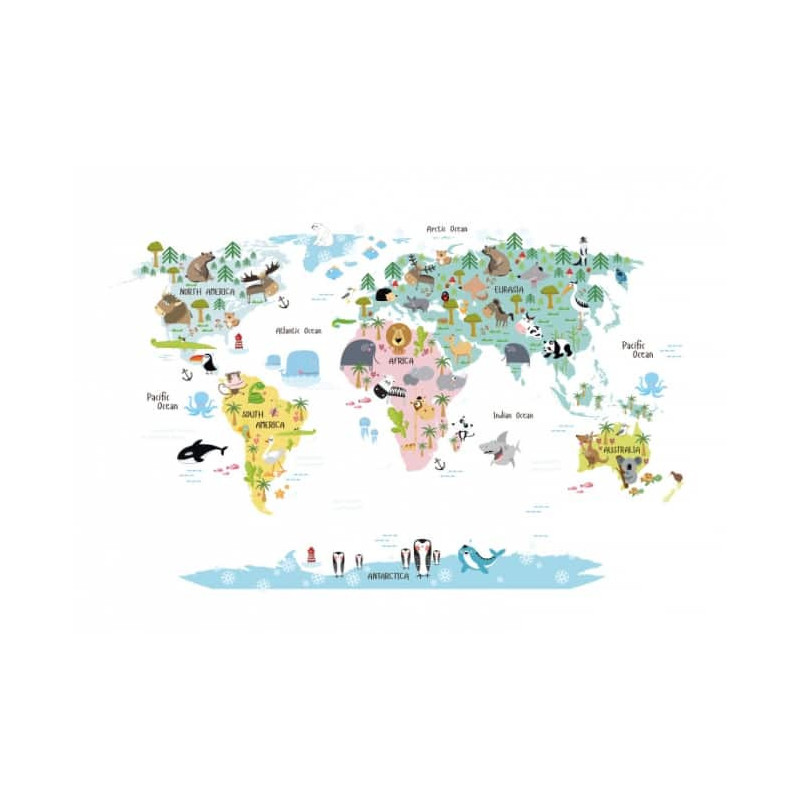 Arctic Ocean
NORTH AMERICA
EURASIA
Atlantic Ocean
Pacific
Ocean
AFRICA
Pacific
Ocean
SOUTH
AMERICA
Indian Ocean
AUSTRALIA
ANTARCTICA